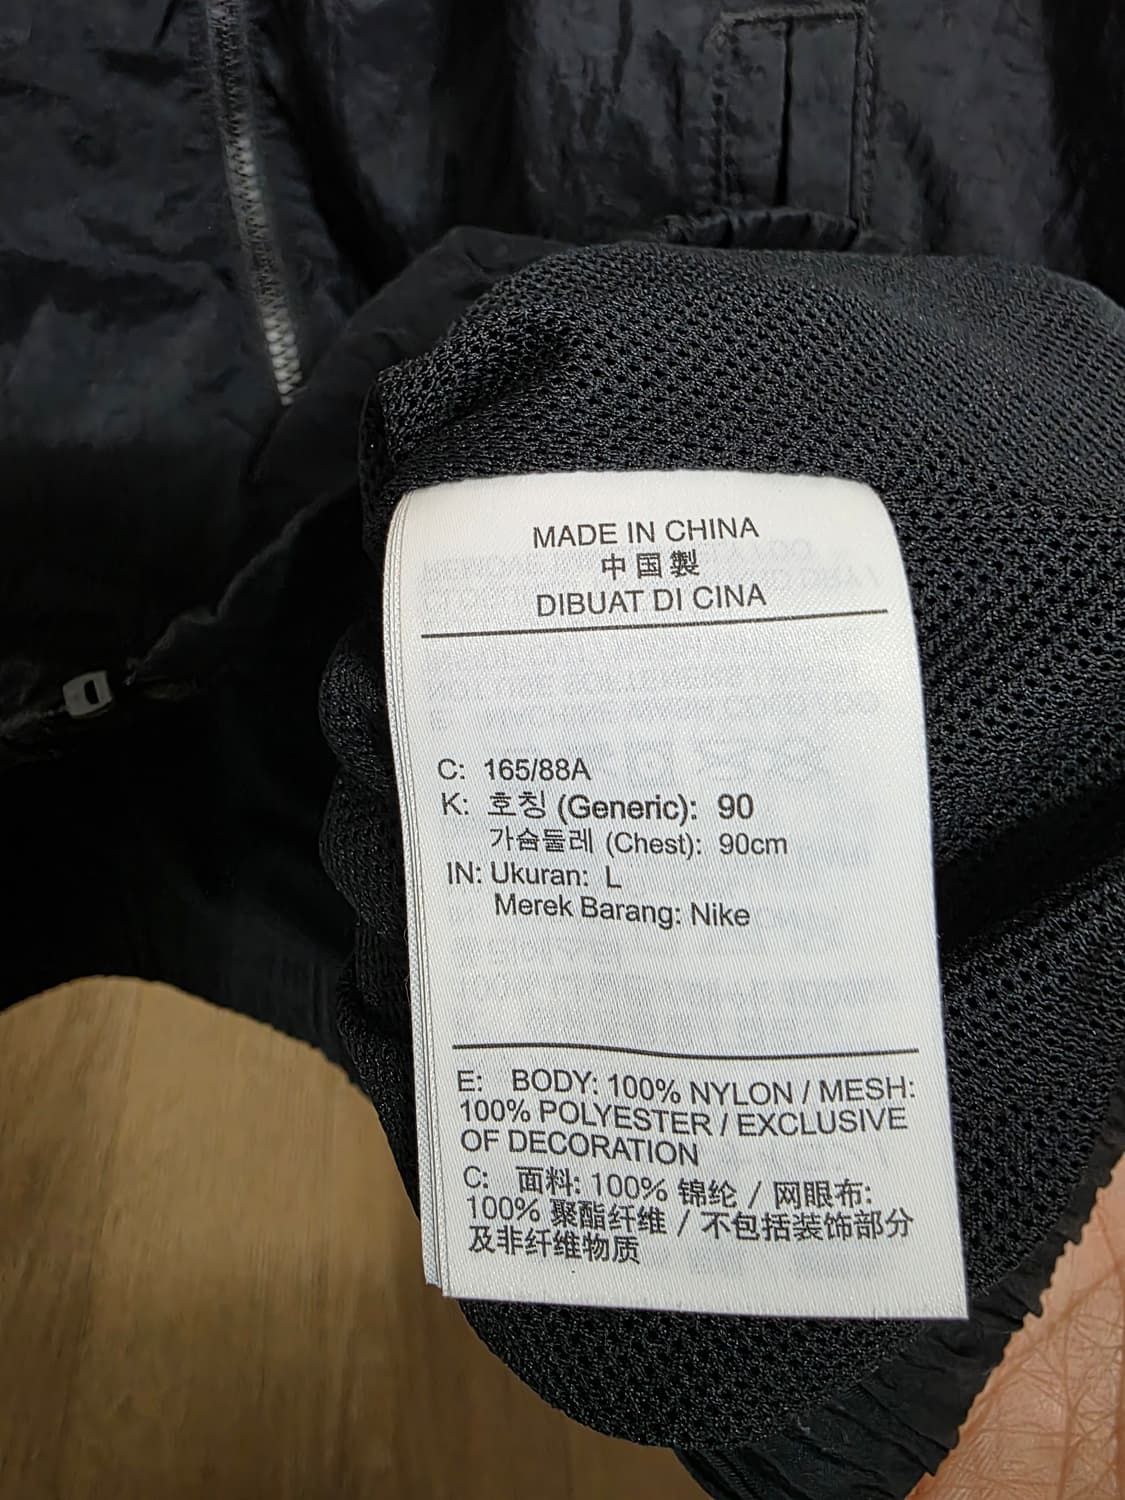 MADE IN CHINA
中国製
DIBUAT DI CINA
C: 165/88A
K: 호칭 (Generic): 90
가슴둘레 (Chest): 90cm
IN: Ukuran: L
Merek Barang: Nike
E: BODY: 100% NYLON / MESH:
100% POLYESTER / EXCLUSIVE
OF DECORATION
C: 面料: 100% 锦纶 / 网眼布:
100% 聚酯纤维 / 不包括装饰部分
及非纤维物质